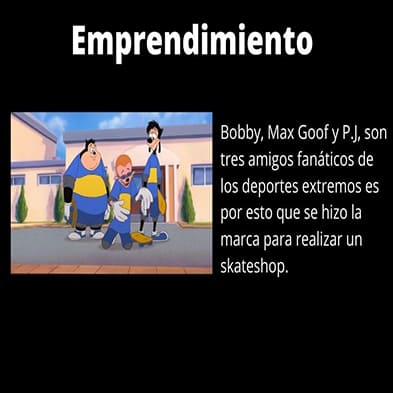 Emprendimiento
Bobby, Max Goof y P.J, son
tres amigos fanáticos de
los deportes extremos es
por esto que se hizo la
marca para realizar un
skateshop.